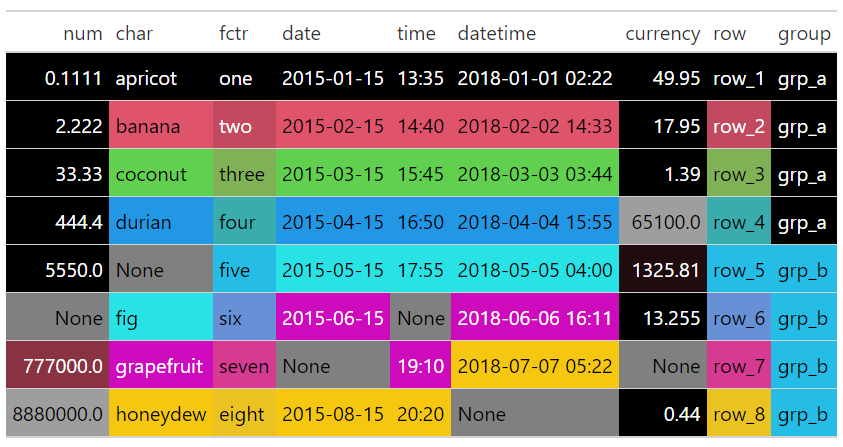 num char fctr date time datetime currency row group
0.1111 apricot one 2015-01-15 13:35 2018-01-01 02:22 49.95 row_1 grp_a
2.222 banana two 2015-02-15 14:40 2018-02-02 14:33 17.95 row_2 grp_a
33.33 coconut three 2015-03-15 15:45 2018-03-03 03:44 1.39 row_3 grp_a
444.4 durian four 2015-04-15 16:50 2018-04-04 15:55 65100.0 row_4 grp_a
5550.0 None five 2015-05-15 17:55 2018-05-05 04:00 1325.81 row_5 grp_b
None fig six 2015-06-15 None 2018-06-06 16:11 13.255 row_6 grp_b
777000.0 grapefruit seven None 19:10 2018-07-07 05:22 None row_7 grp_b
8880000.0 honeydew eight 2015-08-15 20:20 None 0.44 row_8 grp_b